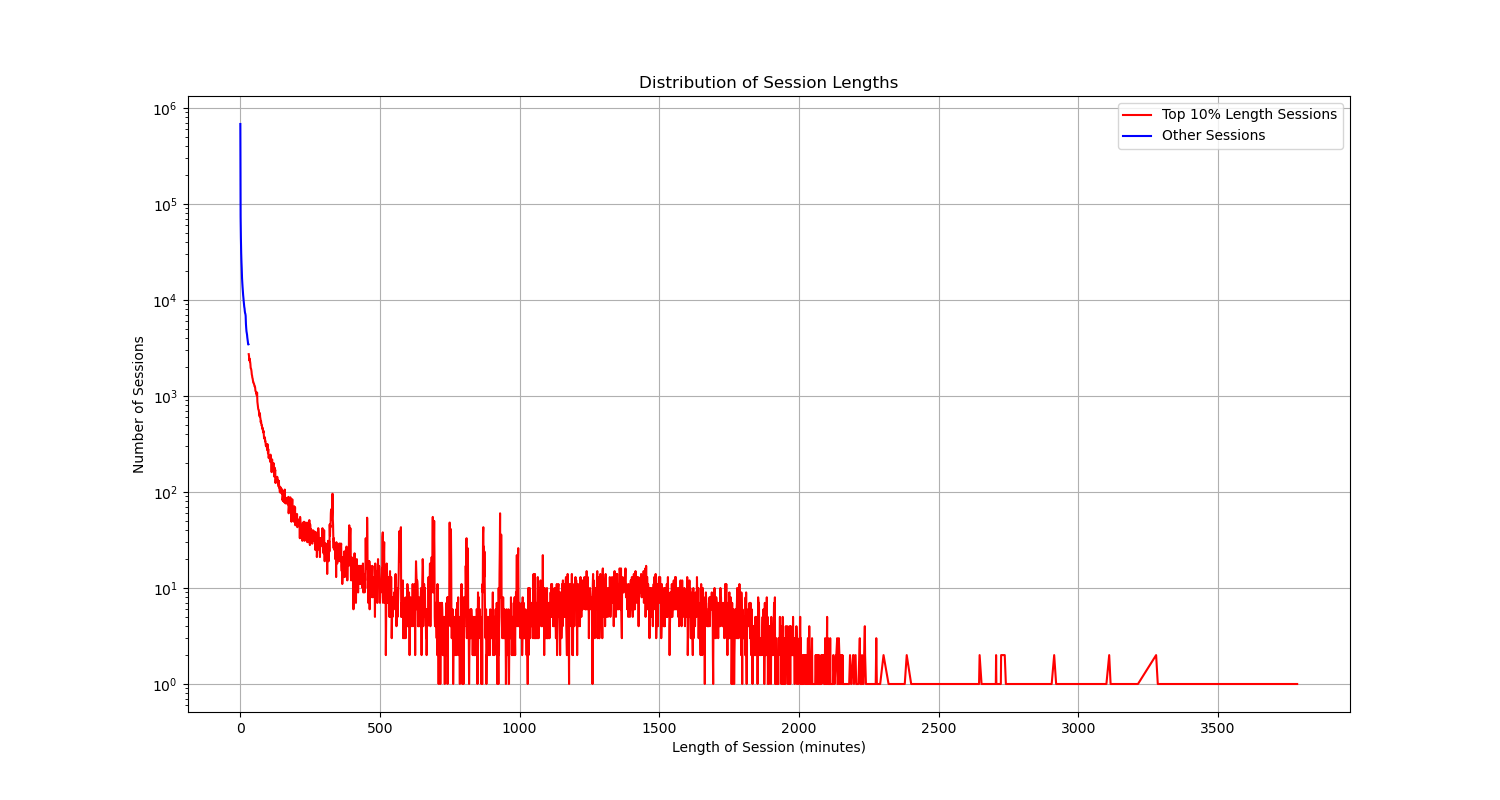 Distribution of Session Lengths
Top 10% Length Sessions
Other Sessions
10⁶
10⁵
10⁴
10³
10²
10¹
10⁰
Number of Sessions
0 500 1000 1500 2000 2500 3000 3500
Length of Session (minutes)